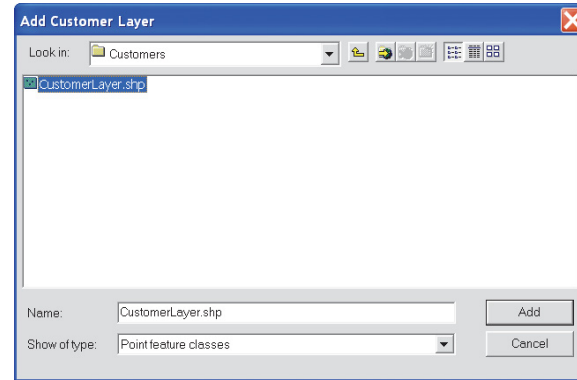 Add Customer Layer
Look in: Customers
CustomerLayer.shp
Name: CustomerLayer.shp Add
Show of type: Point feature classes Cancel